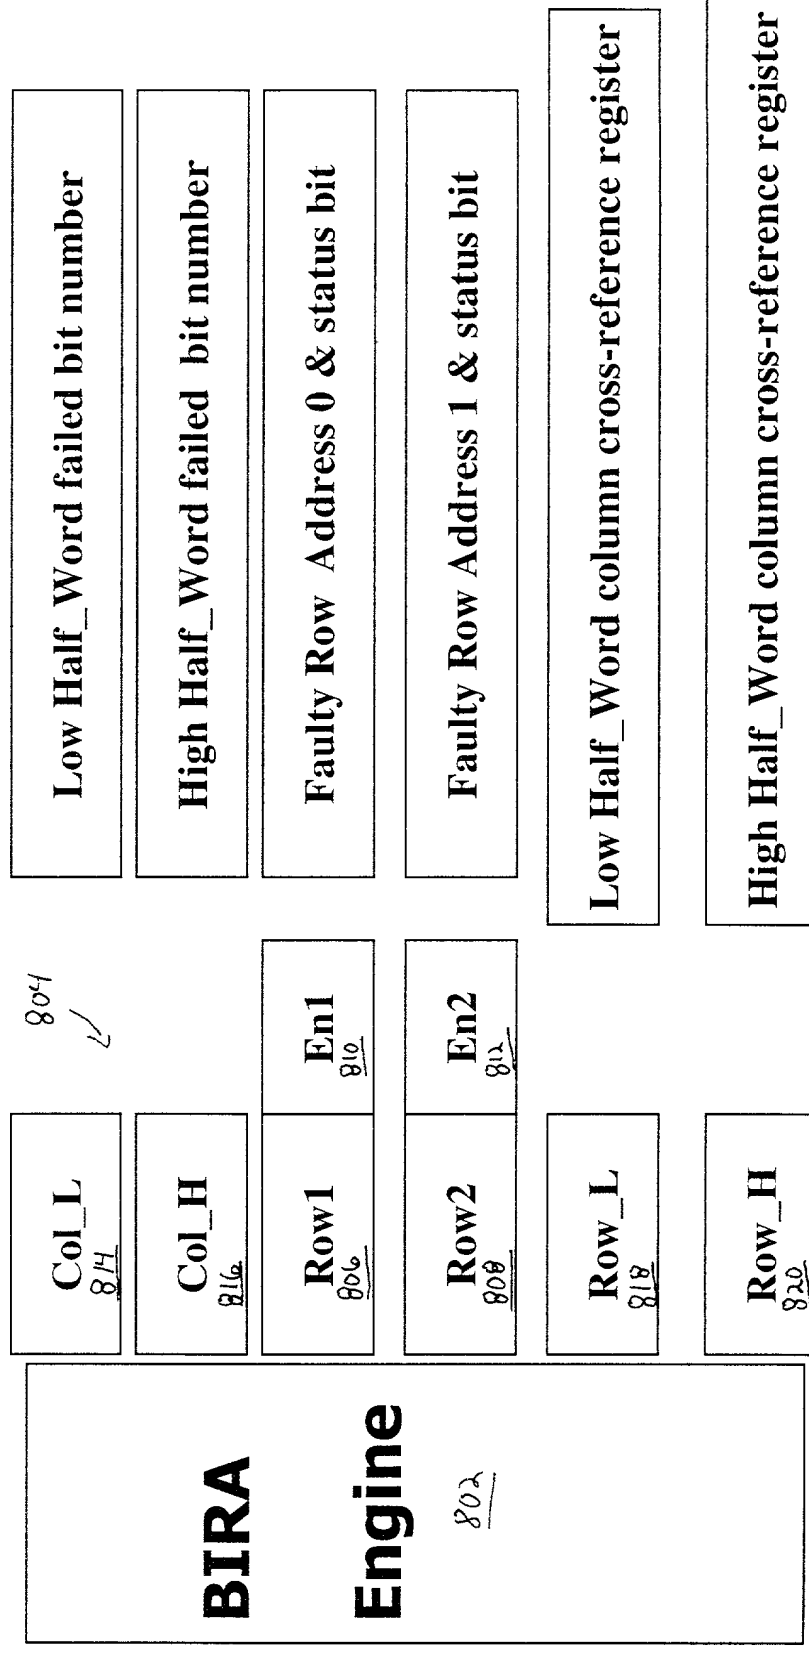 BIRA
Engine
802
804
Col_L
814
Low Half_Word failed bit number
Col_H
816
High Half_Word failed bit number
Row1
806
En1
810
Faulty Row Address 0 & status bit
Row2
808
En2
812
Faulty Row Address 1 & status bit
Row_L
818
Low Half_Word column cross-reference register
Row_H
820
High Half_Word column cross-reference register